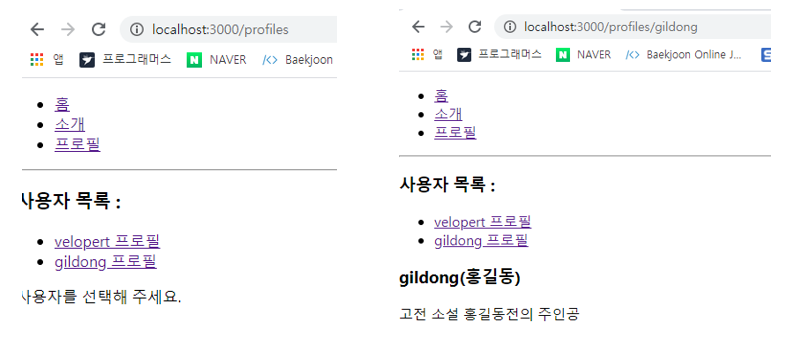 localhost:3000/profiles
앱 프로그래머스 NAVER </> Baekjoon
홈
소개
프로필
사용자 목록 :
velopert 프로필
gildong 프로필
사용자를 선택해 주세요.
localhost:3000/profiles/gildong
앱 프로그래머스 NAVER </> Baekjoon Online J...
홈
소개
프로필
사용자 목록 :
velopert 프로필
gildong 프로필
gildong(홍길동)
고전 소설 홍길동전의 주인공